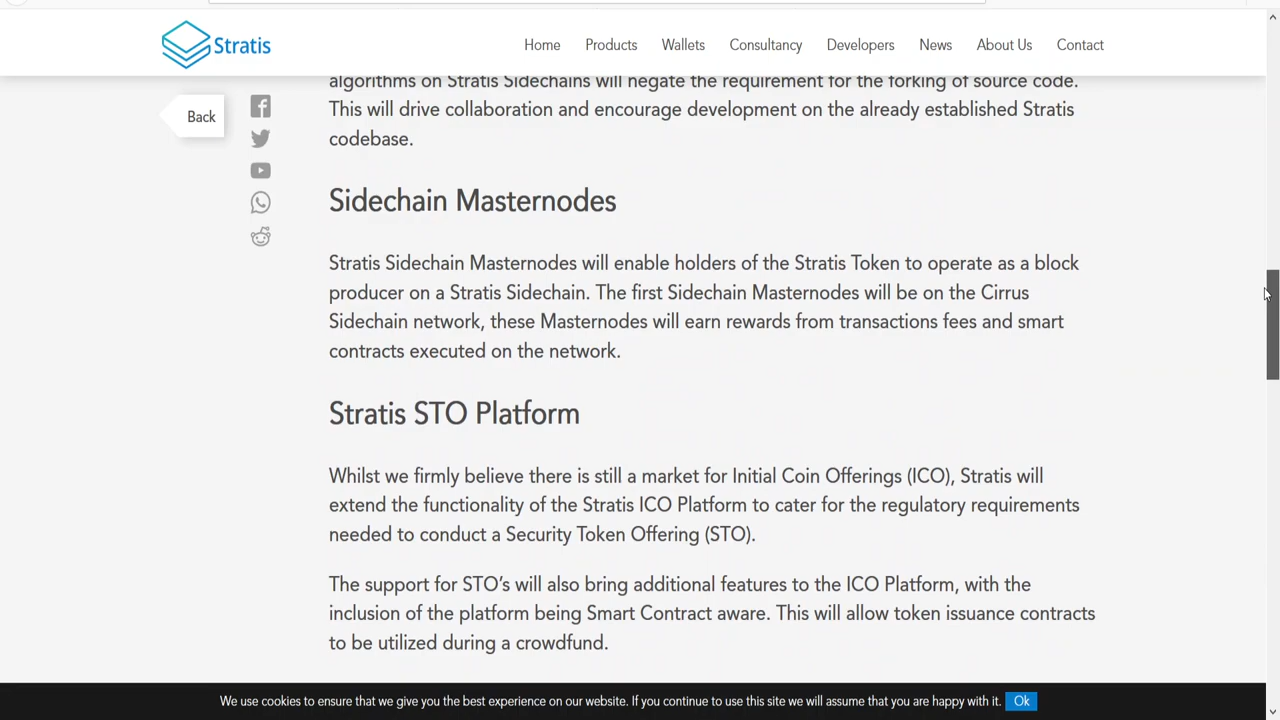 Stratis
Home Products Wallets Consultancy Developers News About Us Contact
algorithms on Stratis Sidechains will negate the requirement for the forking of source code.
This will drive collaboration and encourage development on the already established Stratis
codebase.
Back
Sidechain Masternodes
Stratis Sidechain Masternodes will enable holders of the Stratis Token to operate as a block
producer on a Stratis Sidechain. The first Sidechain Masternodes will be on the Cirrus
Sidechain network, these Masternodes will earn rewards from transactions fees and smart
contracts executed on the network.
Stratis STO Platform
Whilst we firmly believe there is still a market for Initial Coin Offerings (ICO), Stratis will
extend the functionality of the Stratis ICO Platform to cater for the regulatory requirements
needed to conduct a Security Token Offering (STO).
The support for STO’s will also bring additional features to the ICO Platform, with the
inclusion of the platform being Smart Contract aware. This will allow token issuance contracts
to be utilized during a crowdfund.
We use cookies to ensure that we give you the best experience on our website. If you continue to use this site we will assume that you are happy with it. Ok